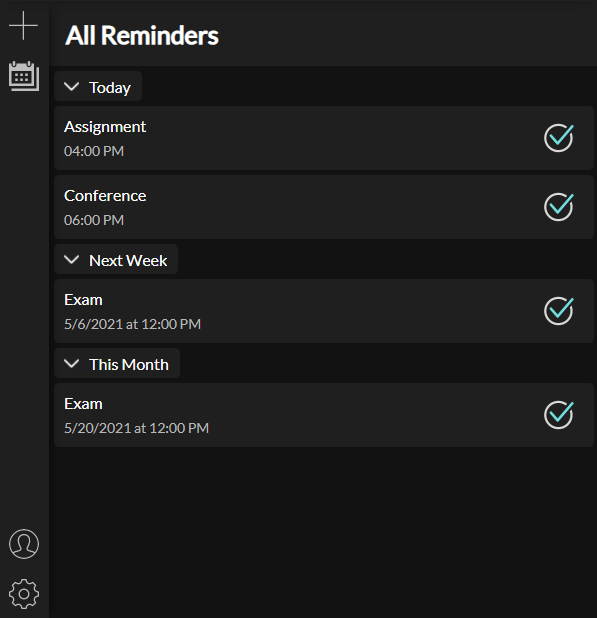 All Reminders
Today
Assignment
04:00 PM
Conference
06:00 PM
Next Week
Exam
5/6/2021 at 12:00 PM
This Month
Exam
5/20/2021 at 12:00 PM